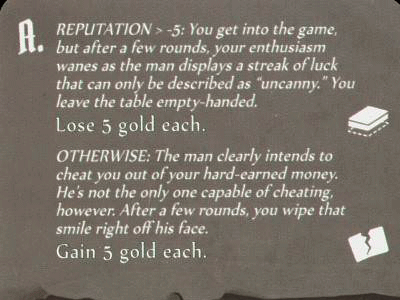 A.
REPUTATION > -5: You get into the game,
but after a few rounds, your enthusiasm
wanes as the man displays a streak of luck
that can only be described as “uncanny.” You
leave the table empty-handed.
Lose 5 gold each.
OTHERWISE: The man clearly intends to
cheat you out of your hard-earned money.
He's not the only one capable of cheating,
however. After a few rounds, you wipe that
smile right off his face.
Gain 5 gold each.